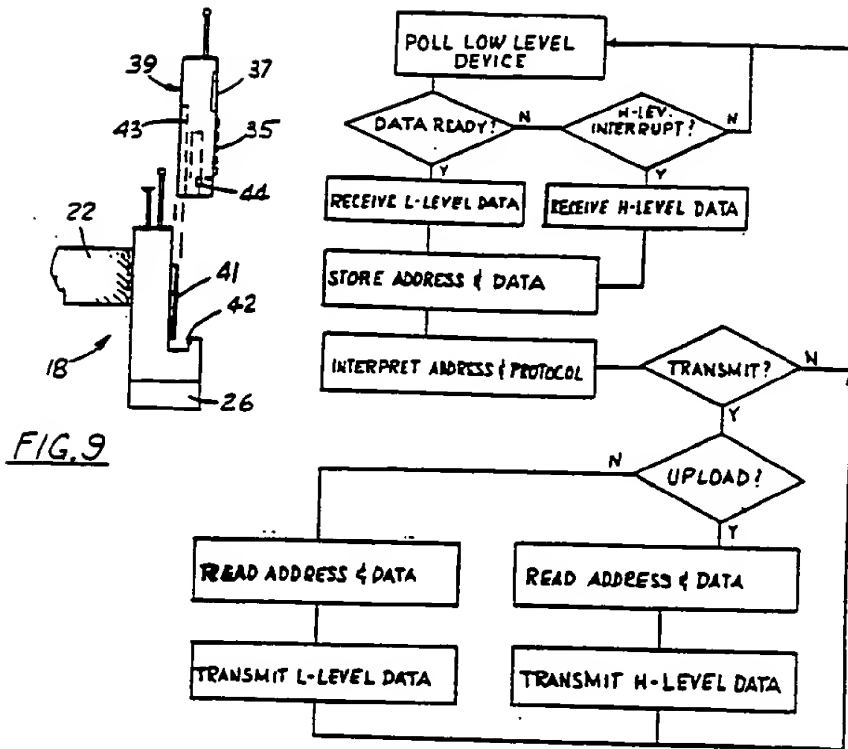 39
37
43
35
44
22
41
42
18
26
FIG. 9
POLL LOW LEVEL
DEVICE
DATA READY?
N
H-LEV.
INTERRUPT?
N
Y
Y
RECEIVE L-LEVEL DATA
RECEIVE H-LEVEL DATA
STORE ADDRESS & DATA
INTERPRET ADDRESS & PROTOCOL
TRANSMIT?
N
Y
N
UPLOAD?
Y
READ ADDRESS & DATA
READ ADDRESS & DATA
TRANSMIT L-LEVEL DATA
TRANSMIT H-LEVEL DATA